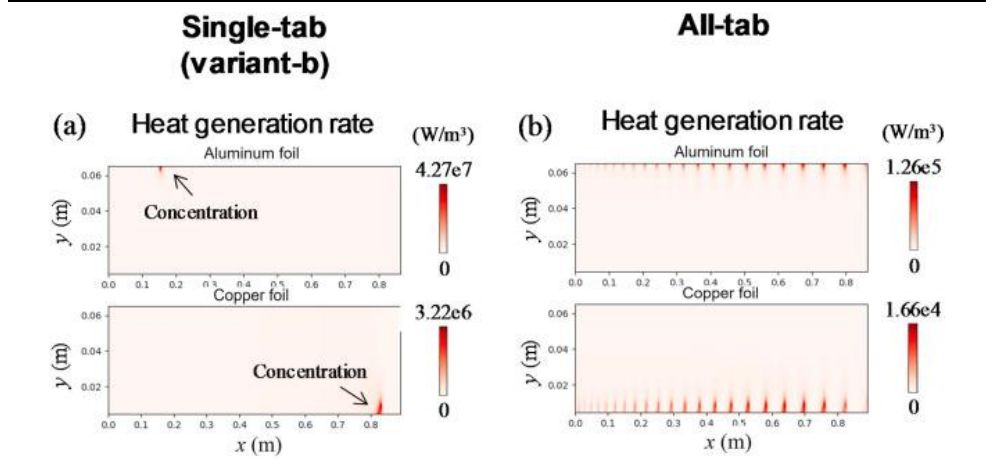 Single-tab
(variant-b)
All-tab
(a) Heat generation rate (W/m³)
Aluminum foil
4.27e7
0.06
0.04
0.02
y (m)
Concentration
0
0.0 0.1 0.2 0.3 0.4 0.5 0.6 0.7 0.8
Copper foil
3.22e6
0.06
0.04
0.02
y (m)
Concentration
0
0.0 0.1 0.2 0.3 0.4 0.5 0.6 0.7 0.8
x (m)
(b) Heat generation rate (W/m³)
Aluminum foil
1.26e5
0.06
0.04
0.02
y (m)
0
0.0 0.1 0.2 0.3 0.4 0.5 0.6 0.7 0.8
Copper foil
1.66e4
0.06
0.04
0.02
y (m)
0
0.0 0.1 0.2 0.3 0.4 0.5 0.6 0.7 0.8
x (m)